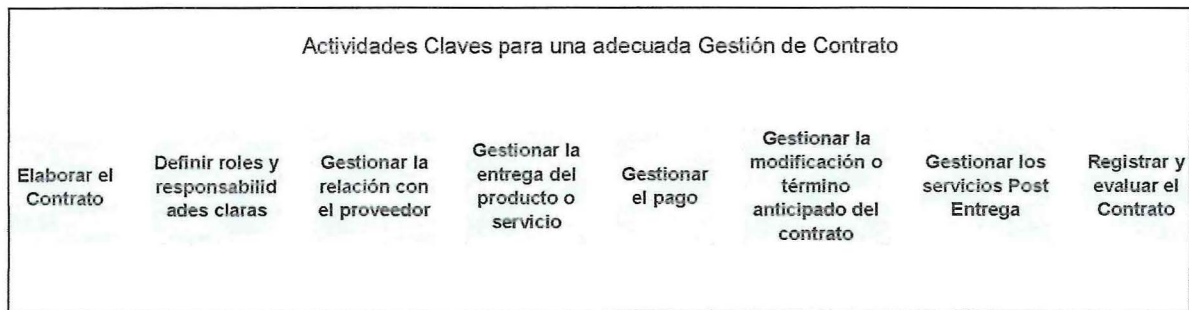 Actividades Claves para una adecuada Gestión de Contrato
Elaborar el
Contrato
Definir roles y
responsabilid
ades claras
Gestionar la
relación con
el proveedor
Gestionar la
entrega del
producto o
servicio
Gestionar
el pago
Gestionar la
modificación o
término
anticipado del
contrato
Gestionar los
servicios Post
Entrega
Registrar y
evaluar el
Contrato